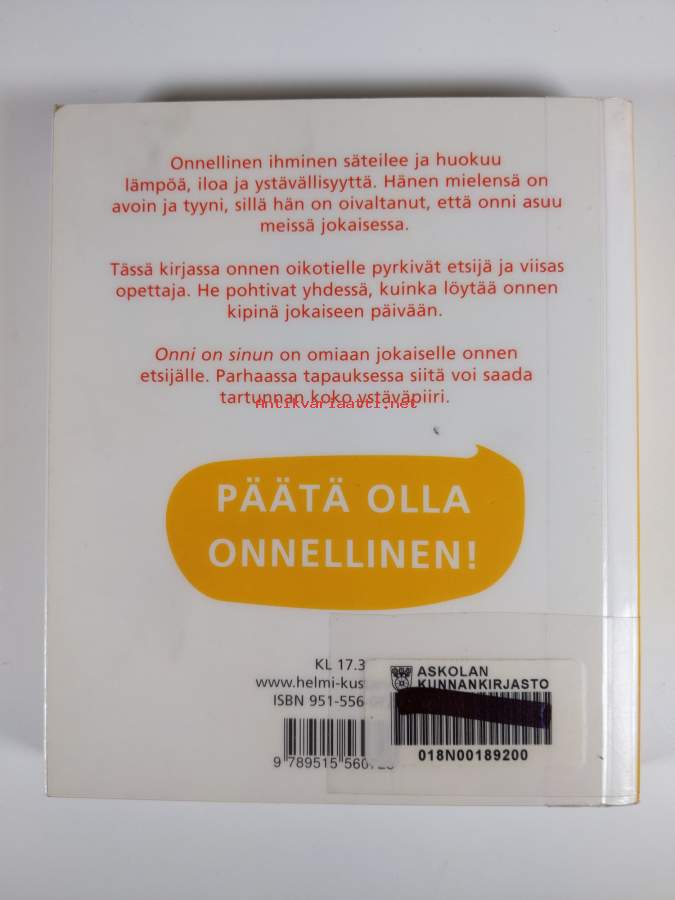 Onnellinen ihminen säteilee ja huokuu
lämpöä, iloa ja ystävällisyyttä. Hänen mielensä on
avoin ja tyyni, sillä hän on oivaltanut, että onni asuu
meissä jokaisessa.
Tässä kirjassa onnen oikotielle pyrkivät etsijä ja viisas
opettaja. He pohtivat yhdessä, kuinka löytää onnen
kipinä jokaiseen päivään.
Onni on sinun on omiaan jokaiselle onnen
etsijälle. Parhaassa tapauksessa siitä voi saada
tartunnan koko ystäväpiiri.
antikvariaatti.net
PÄÄTÄ OLLA
ONNELLINEN!
KL 17.3
www.helmi-kus
ISBN 951-556
ASKOLAN
KUNNANKIRJASTO
018N00189200
9 789515 560